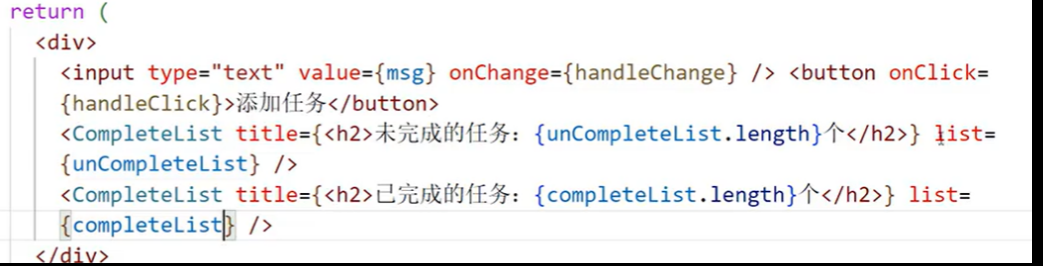 return (
<div>
<input type="text" value={msg} onChange={handleChange} /> <button onClick=
{handleClick}>添加任务</button>
<CompleteList title={<h2>未完成的任务：{unCompleteList.length}个</h2>} list=
{unCompleteList} />
<CompleteList title={<h2>已完成的任务：{completeList.length}个</h2>} list=
{completeList} />
</div>